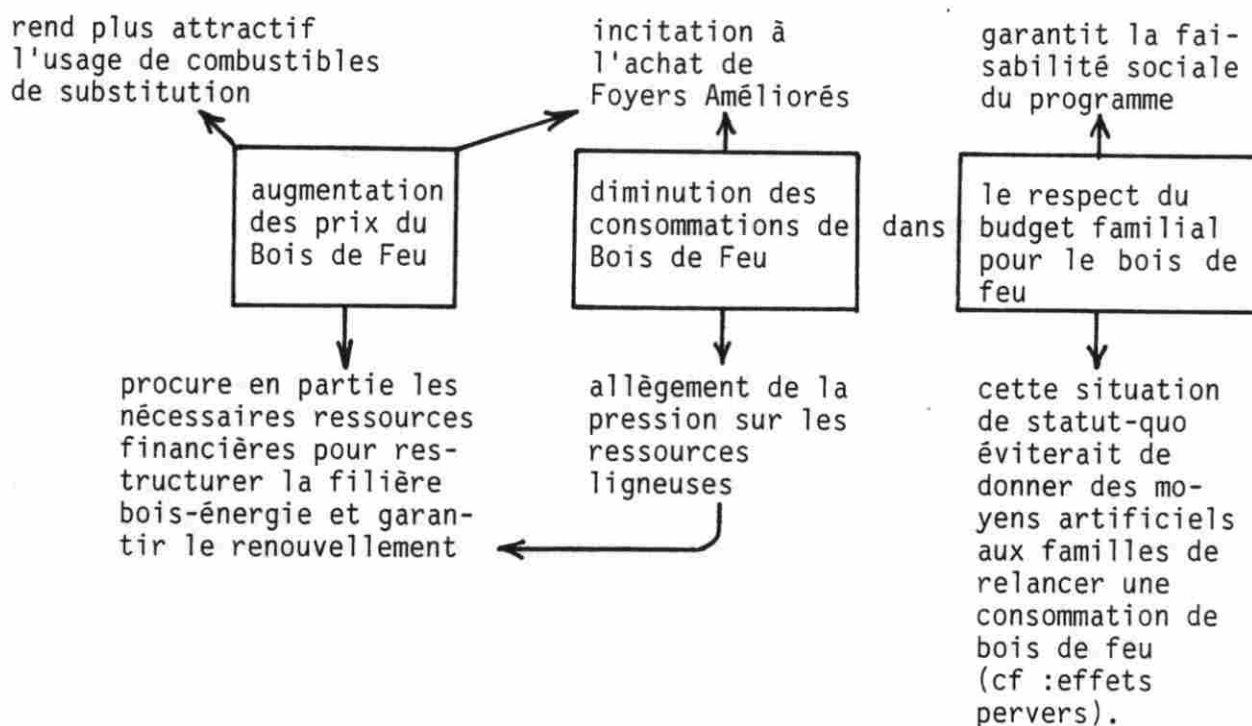 rend plus attractif
l'usage de combustibles
de substitution
incitation à
l'achat de
Foyers Améliorés
garantit la fai-
sabilité sociale
du programme
augmentation
des prix du
Bois de Feu
diminution des
consommations de
Bois de Feu
dans
le respect du
budget familial
pour le bois de
feu
procure en partie les
nécessaires ressources
financières pour res-
tructurer la filière
bois-énergie et garan-
tir le renouvellement
allègement de la
pression sur les
ressources
ligneuses
cette situation
de statut-quo
éviterait de
donner des mo-
yens artificiels
aux familles de
relancer une
consommation de
bois de feu
(cf :effets
pervers).